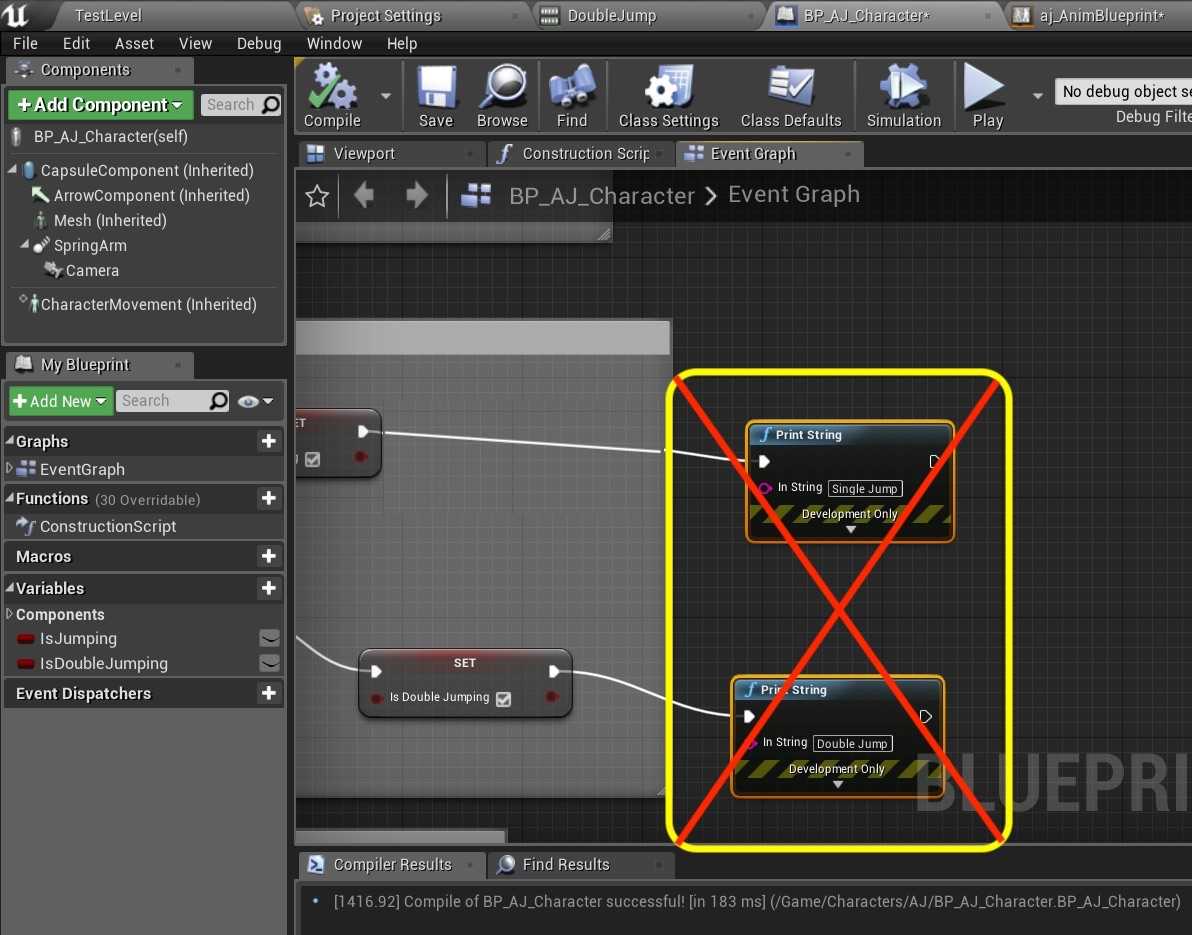 TestLevel
Project Settings
DoubleJump
BP_AJ_Character*
aj_AnimBlueprint*
File Edit Asset View Debug Window Help
Components
+Add Component
Search
BP_AJ_Character(self)
CapsuleComponent (Inherited)
ArrowComponent (Inherited)
Mesh (Inherited)
SpringArm
Camera
CharacterMovement (Inherited)
My Blueprint
+Add New
Search
Graphs
EventGraph
Functions (30 Overridable)
ConstructionScript
Macros
Variables
Components
IsJumping
IsDoubleJumping
Event Dispatchers
Compile
Save
Browse
Find
Class Settings
Class Defaults
Simulation
Play
No debug object se
Debug Filte
Viewport
Construction Scrip
Event Graph
BP_AJ_Character > Event Graph
ET
Print String
In String Single Jump
Development Only
SET
Is Double Jumping
Print String
In String Double Jump
Development Only
BLUEPRI
Compiler Results
Find Results
[1416.92] Compile of BP_AJ_Character successful! [in 183 ms] (/Game/Characters/AJ/BP_AJ_Character.BP_AJ_Character)